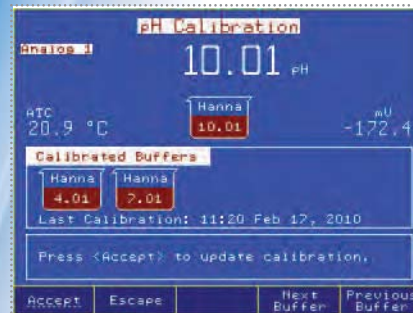 pH Calibration
Analog 1
10.01 pH
ATC
20.9 °C
Hanna
10.01
mV
-172.4
Calibrated Buffers
Hanna Hanna
4.01 7.01
Last Calibration: 11:20 Feb 17, 2010
Press <Accept> to update calibration.
Accept Escape Next Buffer Previous Buffer